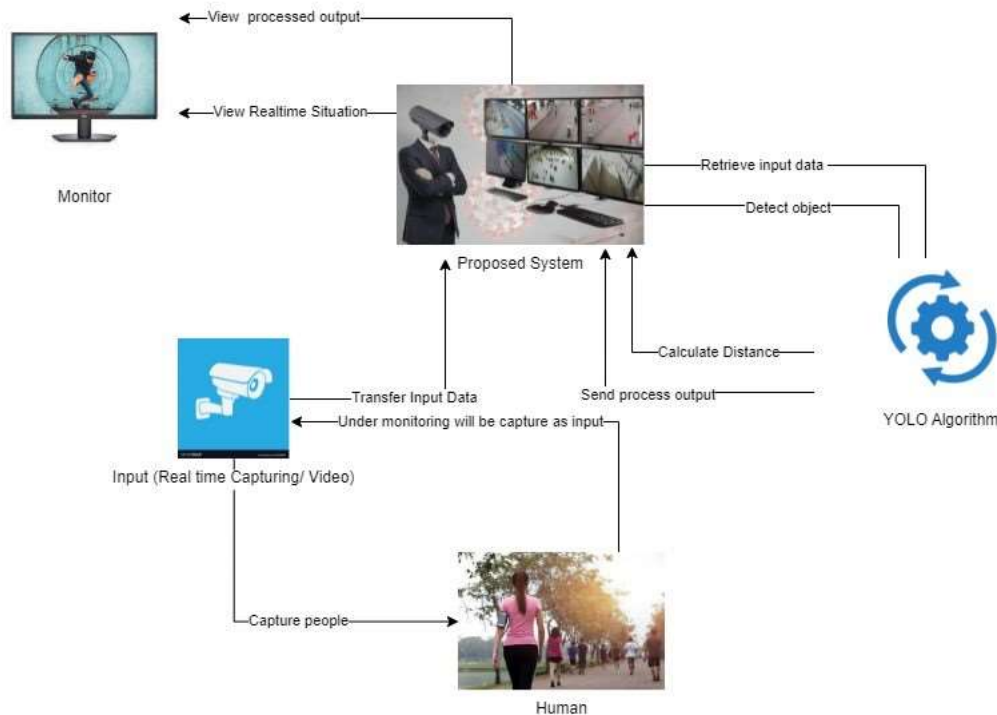 View processed output
View Realtime Situation
Monitor
Retrieve input data
Detect object
Proposed System
Calculate Distance
Send process output
YOLO Algorithm
Transfer Input Data
Under monitoring will be capture as input
Input (Real time Capturing/ Video)
Capture people
Human